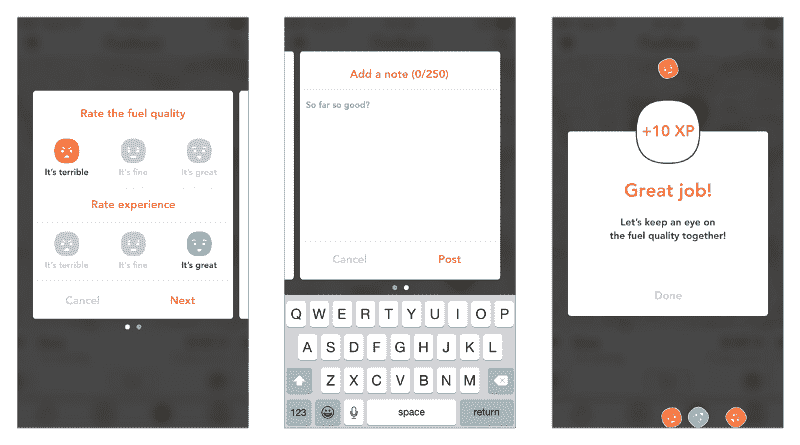 Rate the fuel quality
It's terrible It's fine It's great
Rate experience
It's terrible It's fine It's great
Cancel Next
Add a note (0/250)
So far so good?
Cancel Post
Q W E R T Y U I O P
A S D F G H J K L
Z X C V B N M
123 space return
+10 XP
Great job!
Let's keep an eye on
the fuel quality together!
Done